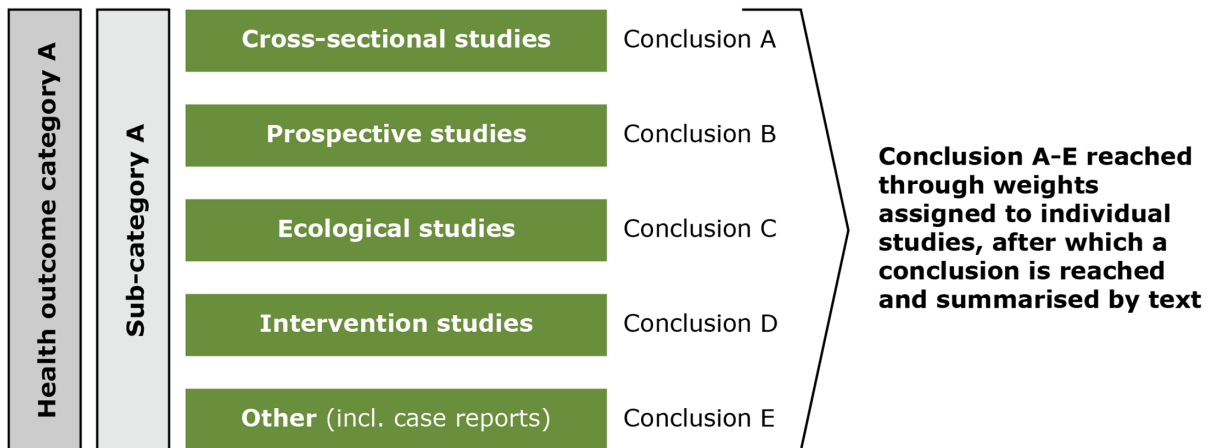 Health outcome category A
Sub-category A
Cross-sectional studies
Conclusion A
Prospective studies
Conclusion B
Ecological studies
Conclusion C
Intervention studies
Conclusion D
Other (incl. case reports)
Conclusion E
Conclusion A-E reached
through weights
assigned to individual
studies, after which a
conclusion is reached
and summarised by text